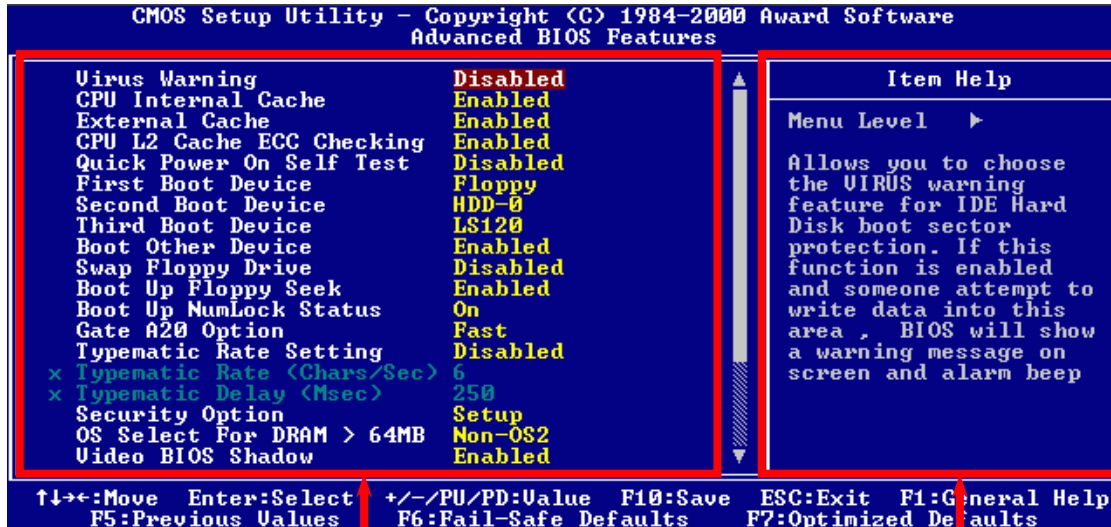 CMOS Setup Utility – Copyright (C) 1984–2000 Award Software
Advanced BIOS Features
Virus Warning Disabled
CPU Internal Cache Enabled
External Cache Enabled
CPU L2 Cache ECC Checking Enabled
Quick Power On Self Test Disabled
First Boot Device Floppy
Second Boot Device HDD-0
Third Boot Device LS120
Boot Other Device Enabled
Swap Floppy Drive Disabled
Boot Up Floppy Seek Enabled
Boot Up NumLock Status On
Gate A20 Option Fast
Typematic Rate Setting Disabled
x Typematic Rate (Chars/Sec) 6
x Typematic Delay (Msec) 250
Security Option Setup
OS Select For DRAM > 64MB Non-OS2
Video BIOS Shadow Enabled
Item Help
Menu Level ►
Allows you to choose
the VIRUS warning
feature for IDE Hard
Disk boot sector
protection. If this
function is enabled
and someone attempt to
write data into this
area , BIOS will show
a warning message on
screen and alarm beep
↑↓→←:Move Enter:Select +/-/PU/PD:Value F10:Save ESC:Exit F1:General Help
F5:Previous Values F6:Fail-Safe Defaults F7:Optimized Defaults